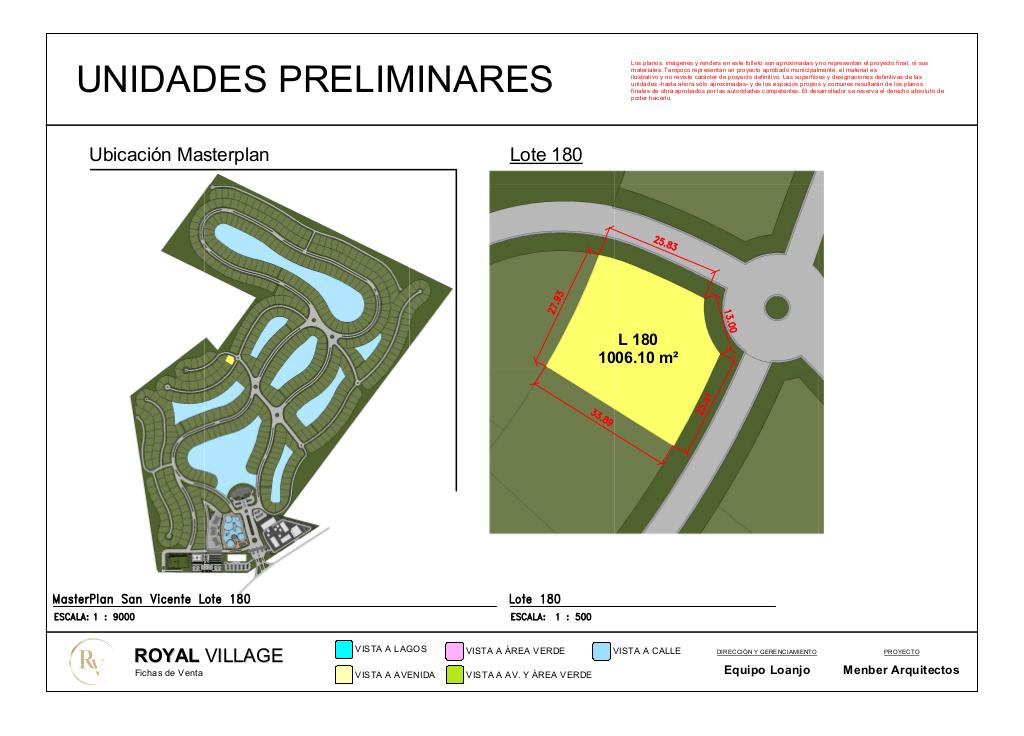 UNIDADES PRELIMINARES
Los planos, imágenes y renders en este folleto son aproximadas y no representan el proyecto final, ni sus
materiales. Tampoco representan un proyecto aprobado municipalmente, el material es
ilustrativo y no reviste carácter de proyecto definitivo. Las superficies y designaciones definitivas de las
unidades -hasta ahora sólo aproximadas- y de los espacios propios y comunes resultarán de los planos
finales de obra aprobados por las autoridades competentes. El desarrollador se reserva el derecho absoluto de
poder hacerlo.
Ubicación Masterplan
Lote 180
25.83
27.93
13.00
L 180
1006.10 m²
33.89
MasterPlan San Vicente Lote 180
ESCALA: 1 : 9000
Lote 180
ESCALA: 1 : 500
RV
ROYAL VILLAGE
Fichas de Venta
VISTA A LAGOS
VISTA A ÁREA VERDE
VISTA A CALLE
VISTA A AVENIDA
VISTA A AV. Y ÁREA VERDE
DIRECCIÓN Y GERENCIAMIENTO
Equipo Loanjo
PROYECTO
Menber Arquitectos